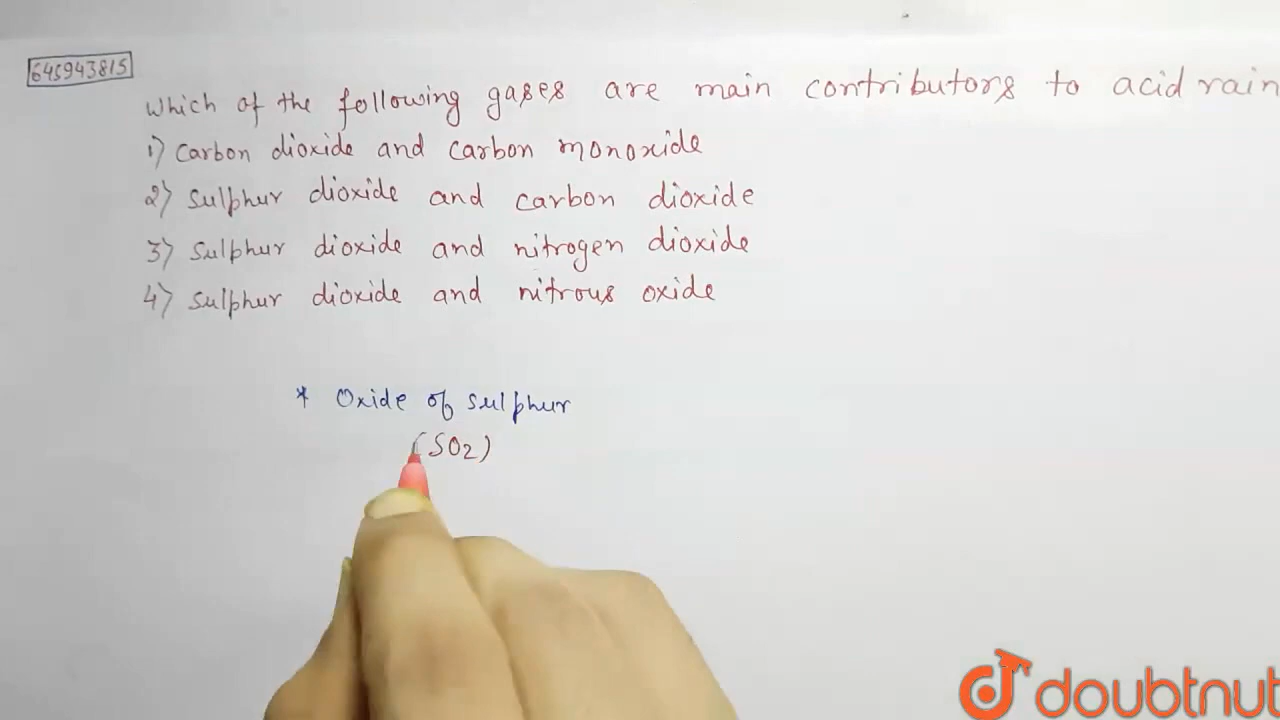 645943815
Which of the following gases are main contributors to acid rain
1) Carbon dioxide and carbon monoxide
2) Sulphur dioxide and carbon dioxide
3) Sulphur dioxide and nitrogen dioxide
4) Sulphur dioxide and nitrous oxide
* Oxide of sulphur
(SO2)
doubtnut